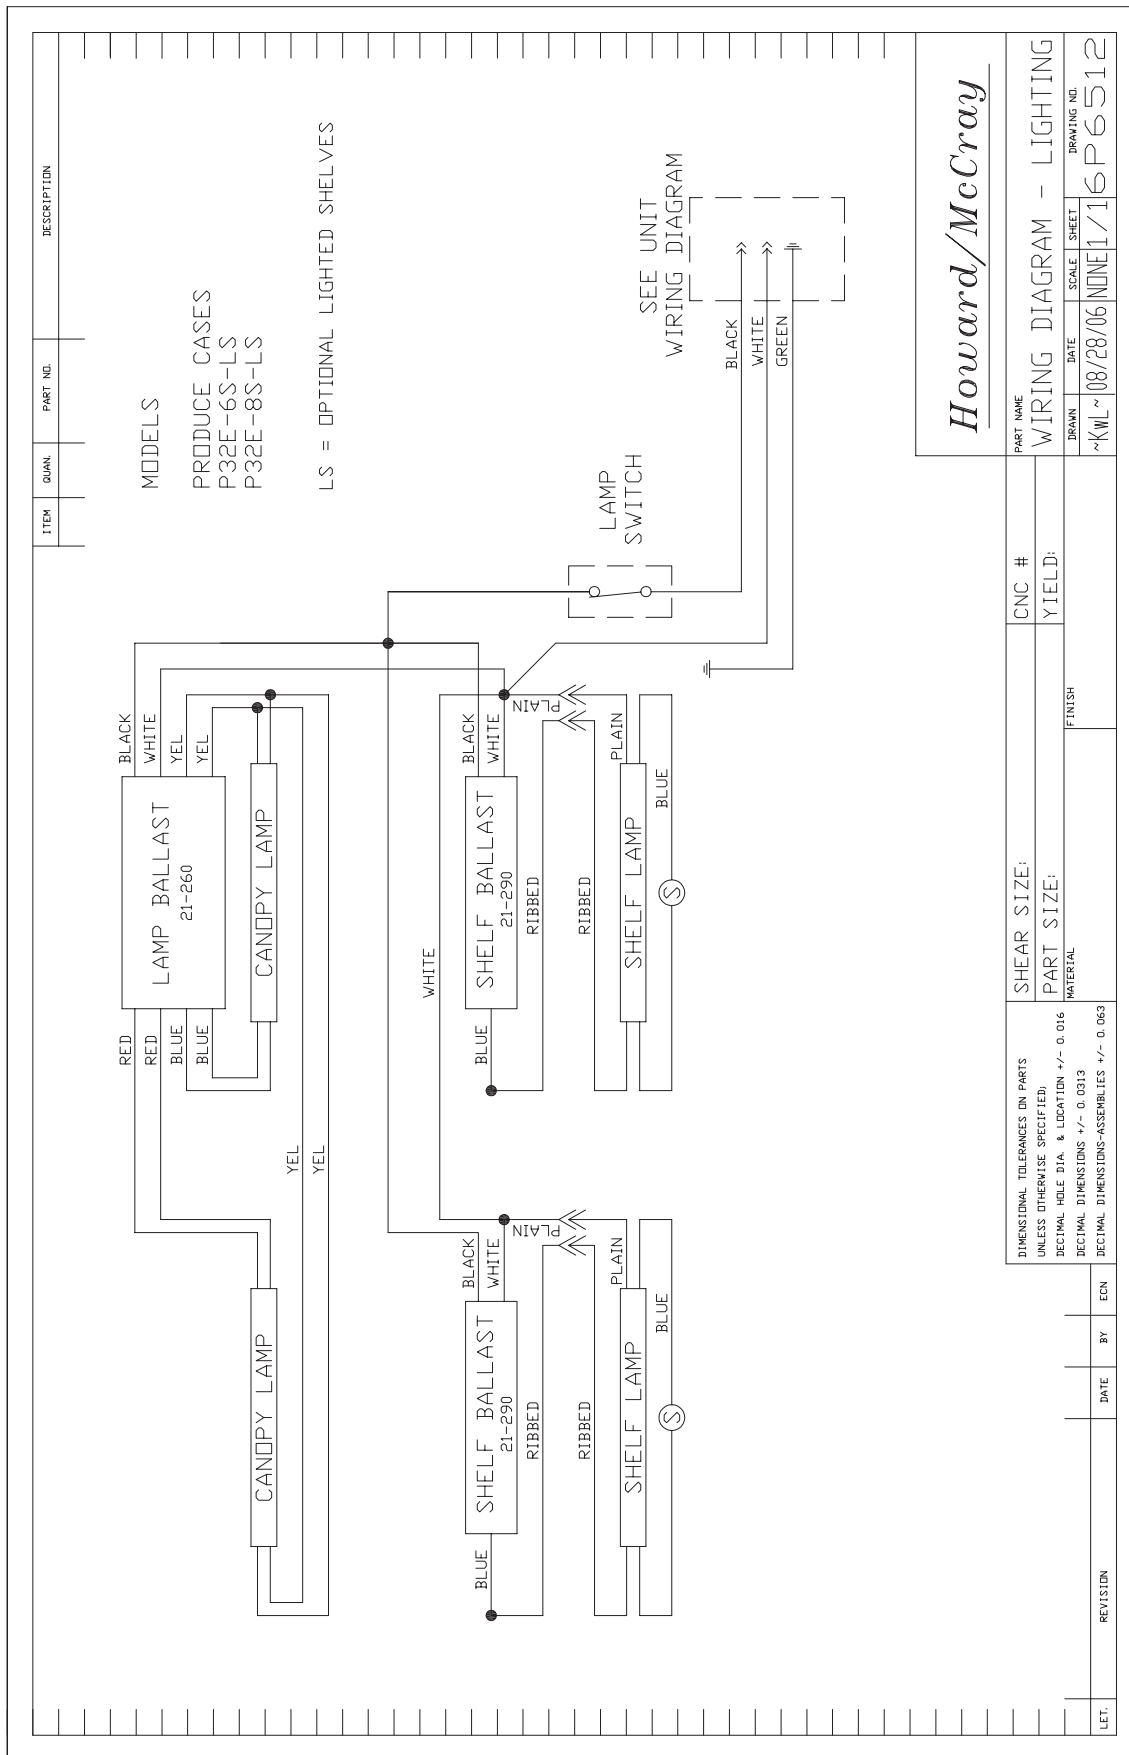 ITEM QUAN. PART NO. DESCRIPTION
MODELS
PRODUCE CASES
P32E-6S-LS
P32E-8S-LS
LS = OPTIONAL LIGHTED SHELVES
RED
RED
BLUE
BLUE
LAMP BALLAST
21-260
BLACK
WHITE
YEL
YEL
CANOPY LAMP
CANOPY LAMP
YEL
YEL
WHITE
BLUE
SHELF BALLAST
21-290
BLACK
WHITE
PLAIN
RIBBED
RIBBED
PLAIN
SHELF LAMP
BLUE
S
BLUE
SHELF BALLAST
21-290
BLACK
WHITE
PLAIN
RIBBED
RIBBED
PLAIN
SHELF LAMP
BLUE
S
LAMP
SWITCH
SEE UNIT
WIRING DIAGRAM
BLACK
WHITE
GREEN
LET. REVISION DATE BY ECN
DIMENSIONAL TOLERANCES ON PARTS
UNLESS OTHERWISE SPECIFIED;
DECIMAL HOLE DIA. & LOCATION +/- 0.016
DECIMAL DIMENSIONS +/- 0.0313
DECIMAL DIMENSIONS-ASSEMBLIES +/- 0.063
SHEAR SIZE:
PART SIZE:
MATERIAL
CNC #
YIELD:
FINISH
Howard/McCray
PART NAME
WIRING DIAGRAM - LIGHTING
DRAWN DATE SCALE SHEET DRAWING NO.
~KWL~ 08/28/06 NONE 1/1 6P6512